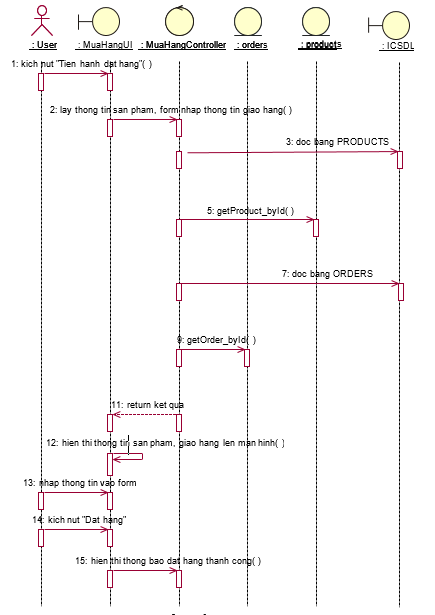 : User
: MuaHangUI
: MuaHangController
: orders
: products
: ICSDL
1: kich nut "Tien hanh dat hang"( )
2: lay thong tin san pham, form nhap thong tin giao hang( )
3: doc bang PRODUCTS
5: getProduct_byId( )
7: doc bang ORDERS
9: getOrder_byId( )
11: return ket qua
12: hien thi thong tin san pham, giao hang len man hinh( )
13: nhap thong tin vao form
14: kich nut "Dat hang"
15: hien thi thong bao dat hang thanh cong( )